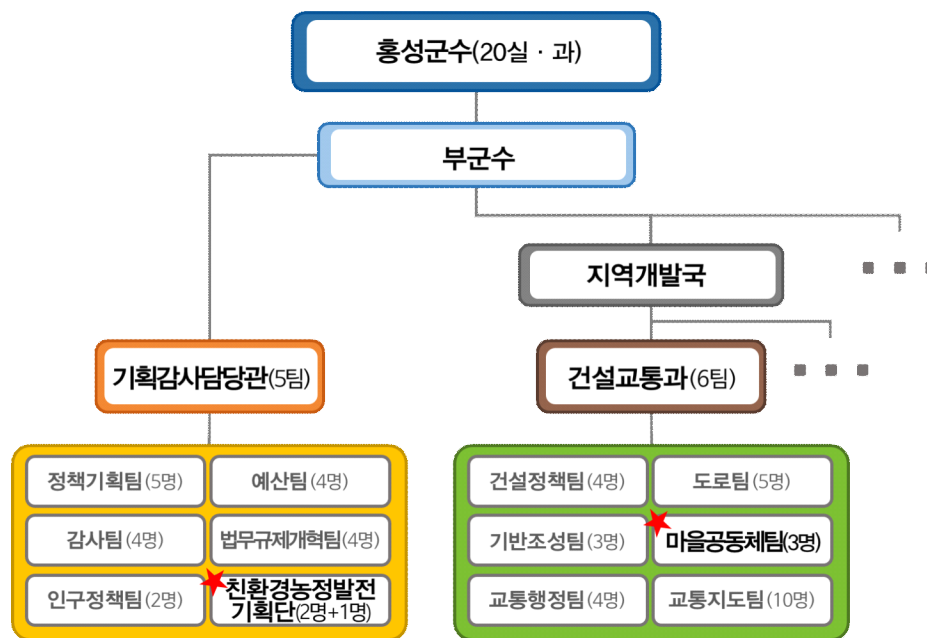 홍성군수(20실 · 과)
부군수
지역개발국
기획감사담당관(5팀)
건설교통과(6팀)
정책기획팀(5명)
예산팀(4명)
감사팀(4명)
법무규제개혁팀(4명)
인구정책팀(2명)
친환경농정발전
기획단(2명+1명)
건설정책팀(4명)
도로팀(5명)
기반조성팀(3명)
마을공동체팀(3명)
교통행정팀(4명)
교통지도팀(10명)